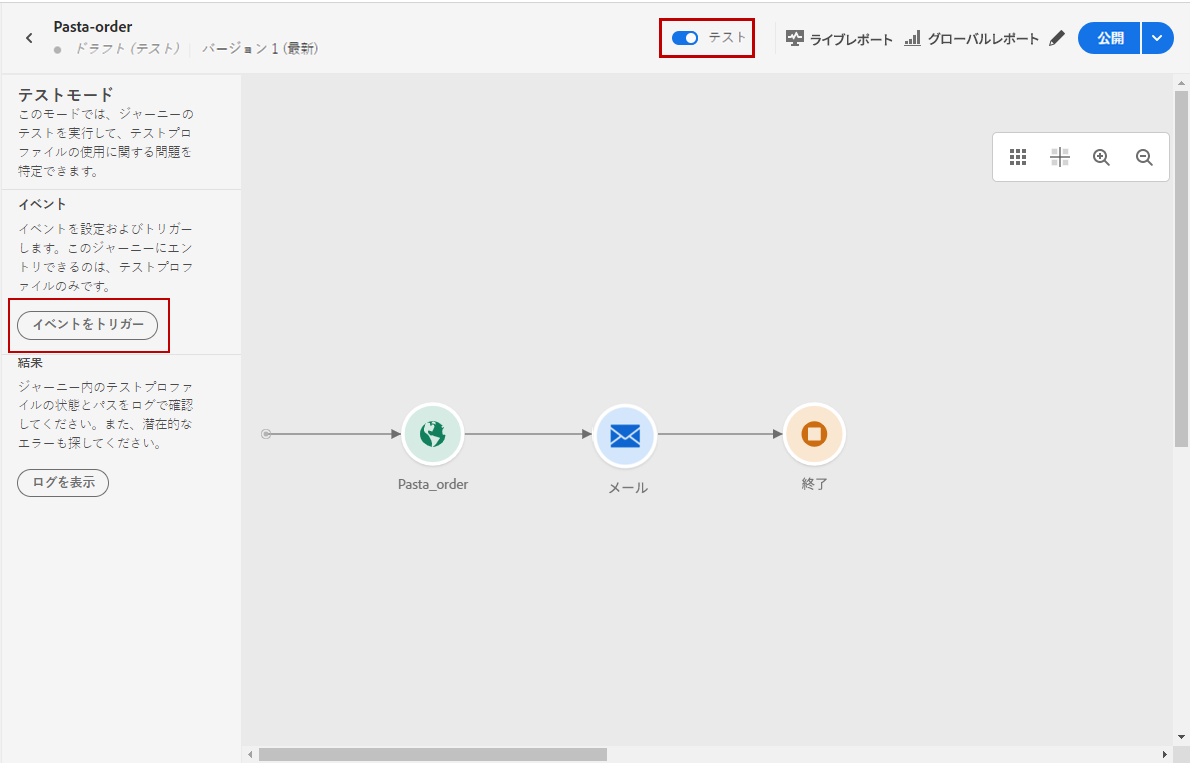 Pasta-order
ドラフト (テスト)
バージョン 1 (最新)
テスト
ライブレポート
グローバルレポート
公開
テストモード
このモードでは、ジャーニーの
テストを実行して、テストプロ
ファイルの使用に関する問題を
特定できます。
イベント
イベントを設定およびトリガー
します。このジャーニーにエン
トリできるのは、テストプロフ
ァイルのみです。
イベントをトリガー
結果
ジャーニー内のテストプロファ
イルの状態とパスをログで確認
してください。また、潜在的な
エラーも探してください。
ログを表示
Pasta_order
メール
終了